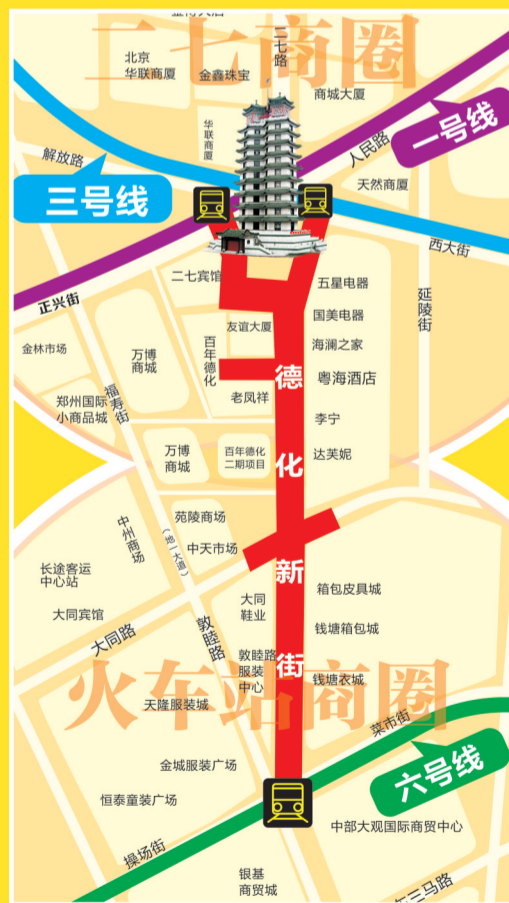 二七商圈
二七路
北京
华联商厦
金鑫珠宝
商城大厦
华联商厦
人民路
一号线
解放路
天然商厦
三号线
西大街
二七宾馆
五星电器
正兴街
延陵街
国美电器
友谊大厦
百年德化
海澜之家
金林市场
万博
商城
粤海酒店
福寿街
老凤祥
郑州国际
小商品城
李宁
万博
商城
百年德化
二期项目
达芙妮
德化新街
苑陵商场
中州商场
中天市场
(地一大道)
长途客运
中心站
箱包皮具城
大同宾馆
大同
鞋业
大同路
敦睦路
钱塘箱包城
敦睦路
服装
中心
钱塘衣城
火车站商圈
天隆服装城
菜市街
金城服装广场
六号线
恒泰童装广场
中部大观国际商贸中心
操场街
银基
商贸城
三马路